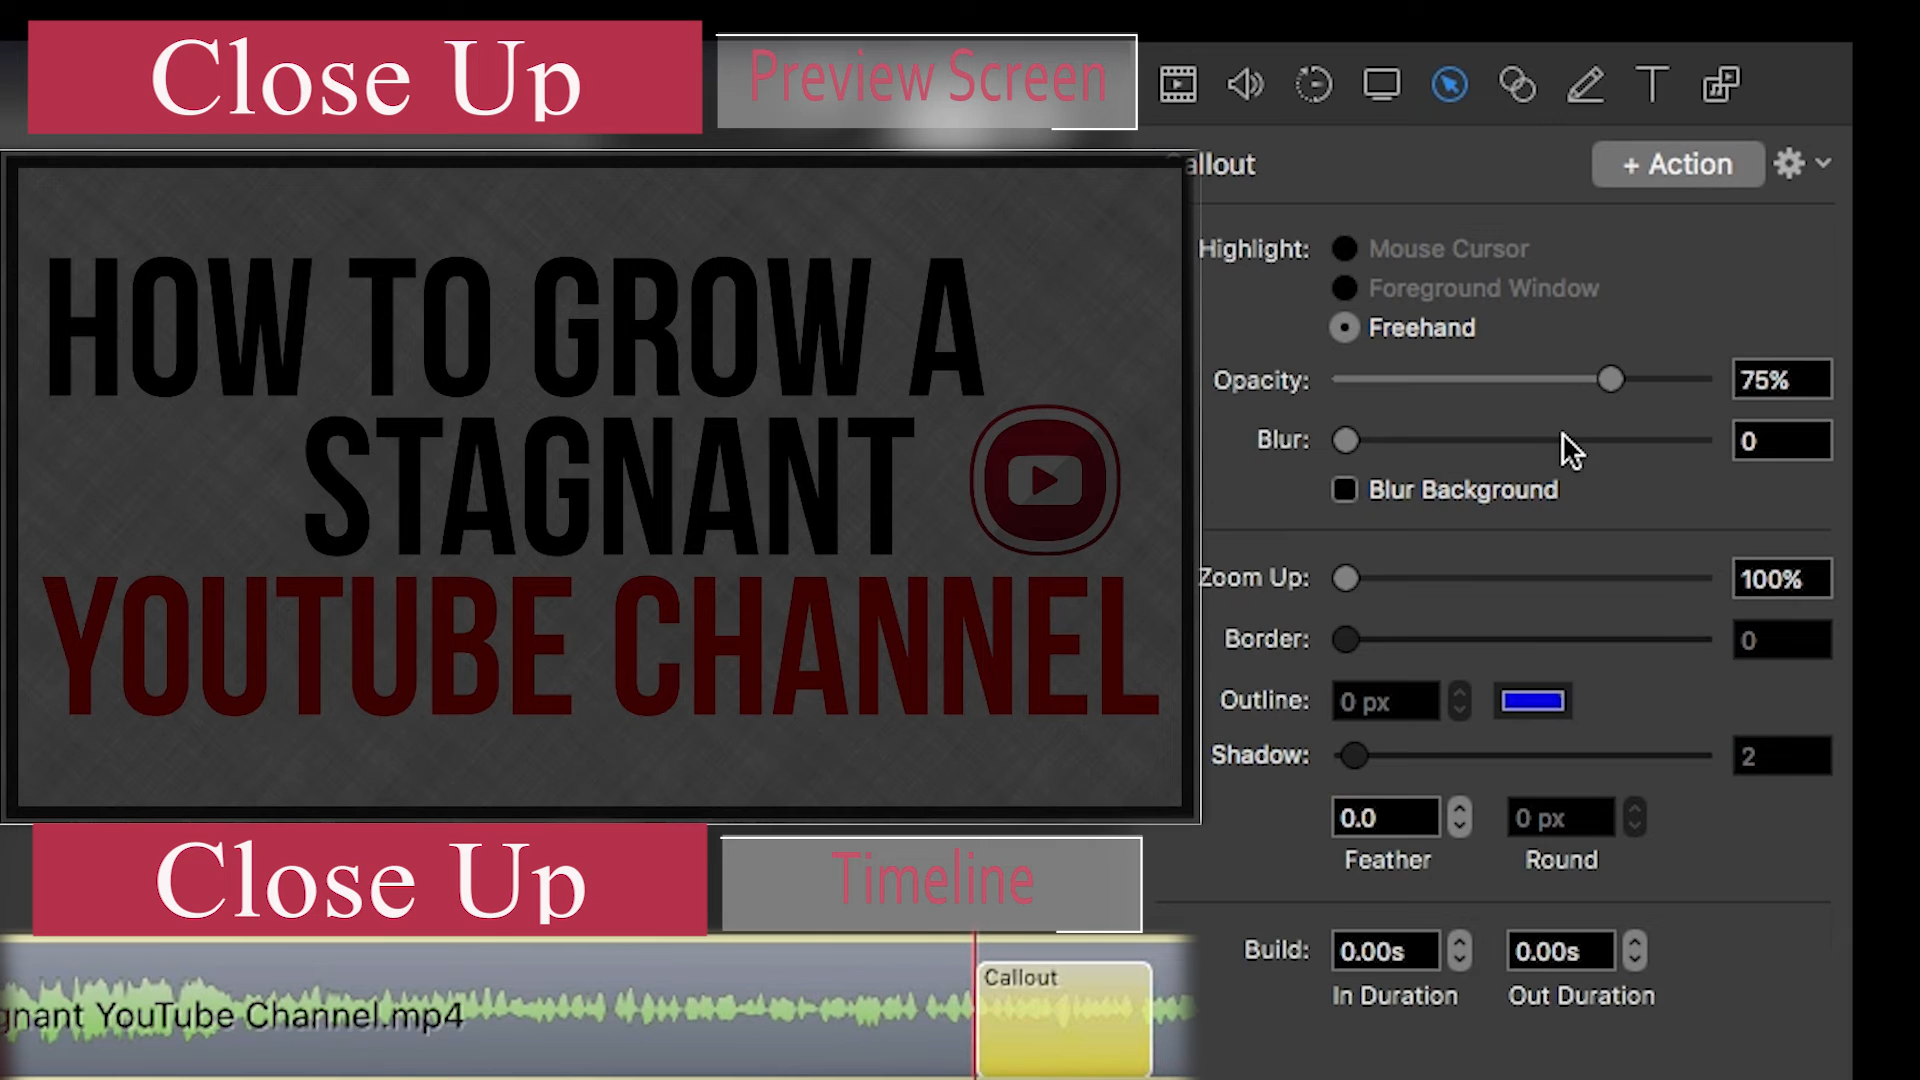 Close Up
Preview Screen
allout
+ Action
HOW TO GROW A
STAGNANT
YOUTUBE CHANNEL
Highlight:
Mouse Cursor
Foreground Window
Freehand
Opacity:
75%
Blur:
0
Blur Background
Zoom Up:
100%
Border:
0
Outline:
0 px
Shadow:
2
0.0
0 px
Feather
Round
Close Up
Timeline
Build:
0.00s
0.00s
In Duration
Out Duration
Callout
gnant YouTube Channel.mp4